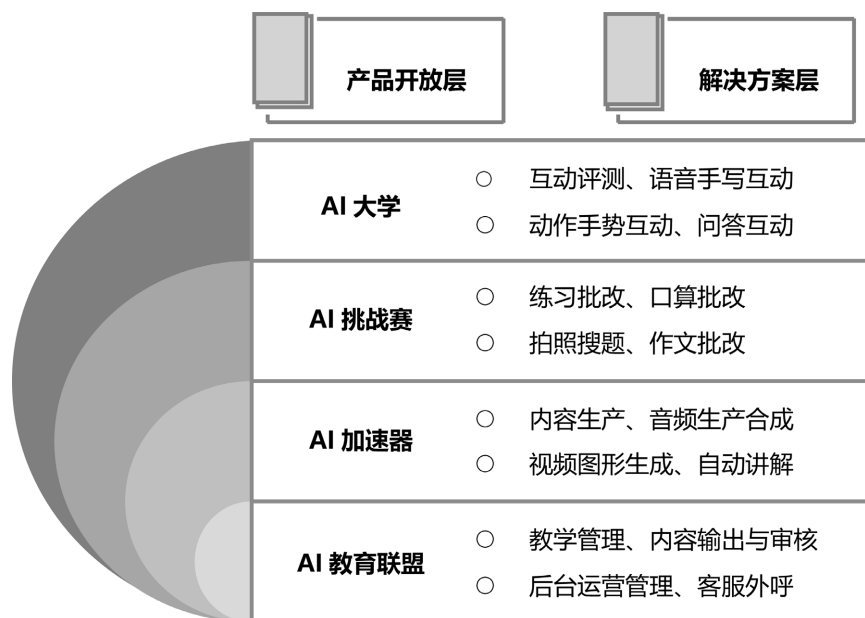 产品开放层
解决方案层
AI 大学
○ 互动评测、语音手写互动
○ 动作手势互动、问答互动
AI 挑战赛
○ 练习批改、口算批改
○ 拍照搜题、作文批改
AI 加速器
○ 内容生产、音频生产合成
○ 视频图形生成、自动讲解
AI 教育联盟
○ 教学管理、内容输出与审核
○ 后台运营管理、客服外呼